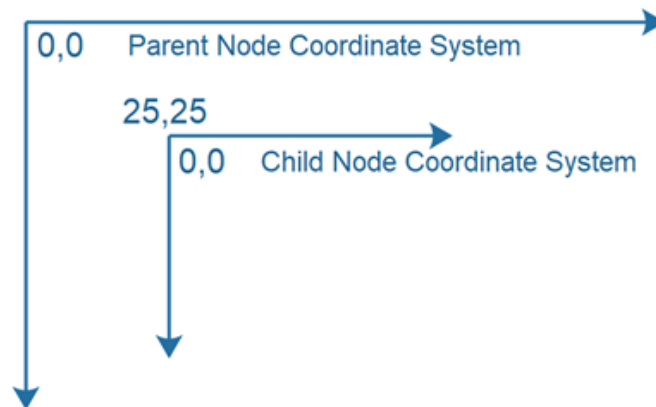 0,0 Parent Node Coordinate System
25,25
0,0 Child Node Coordinate System